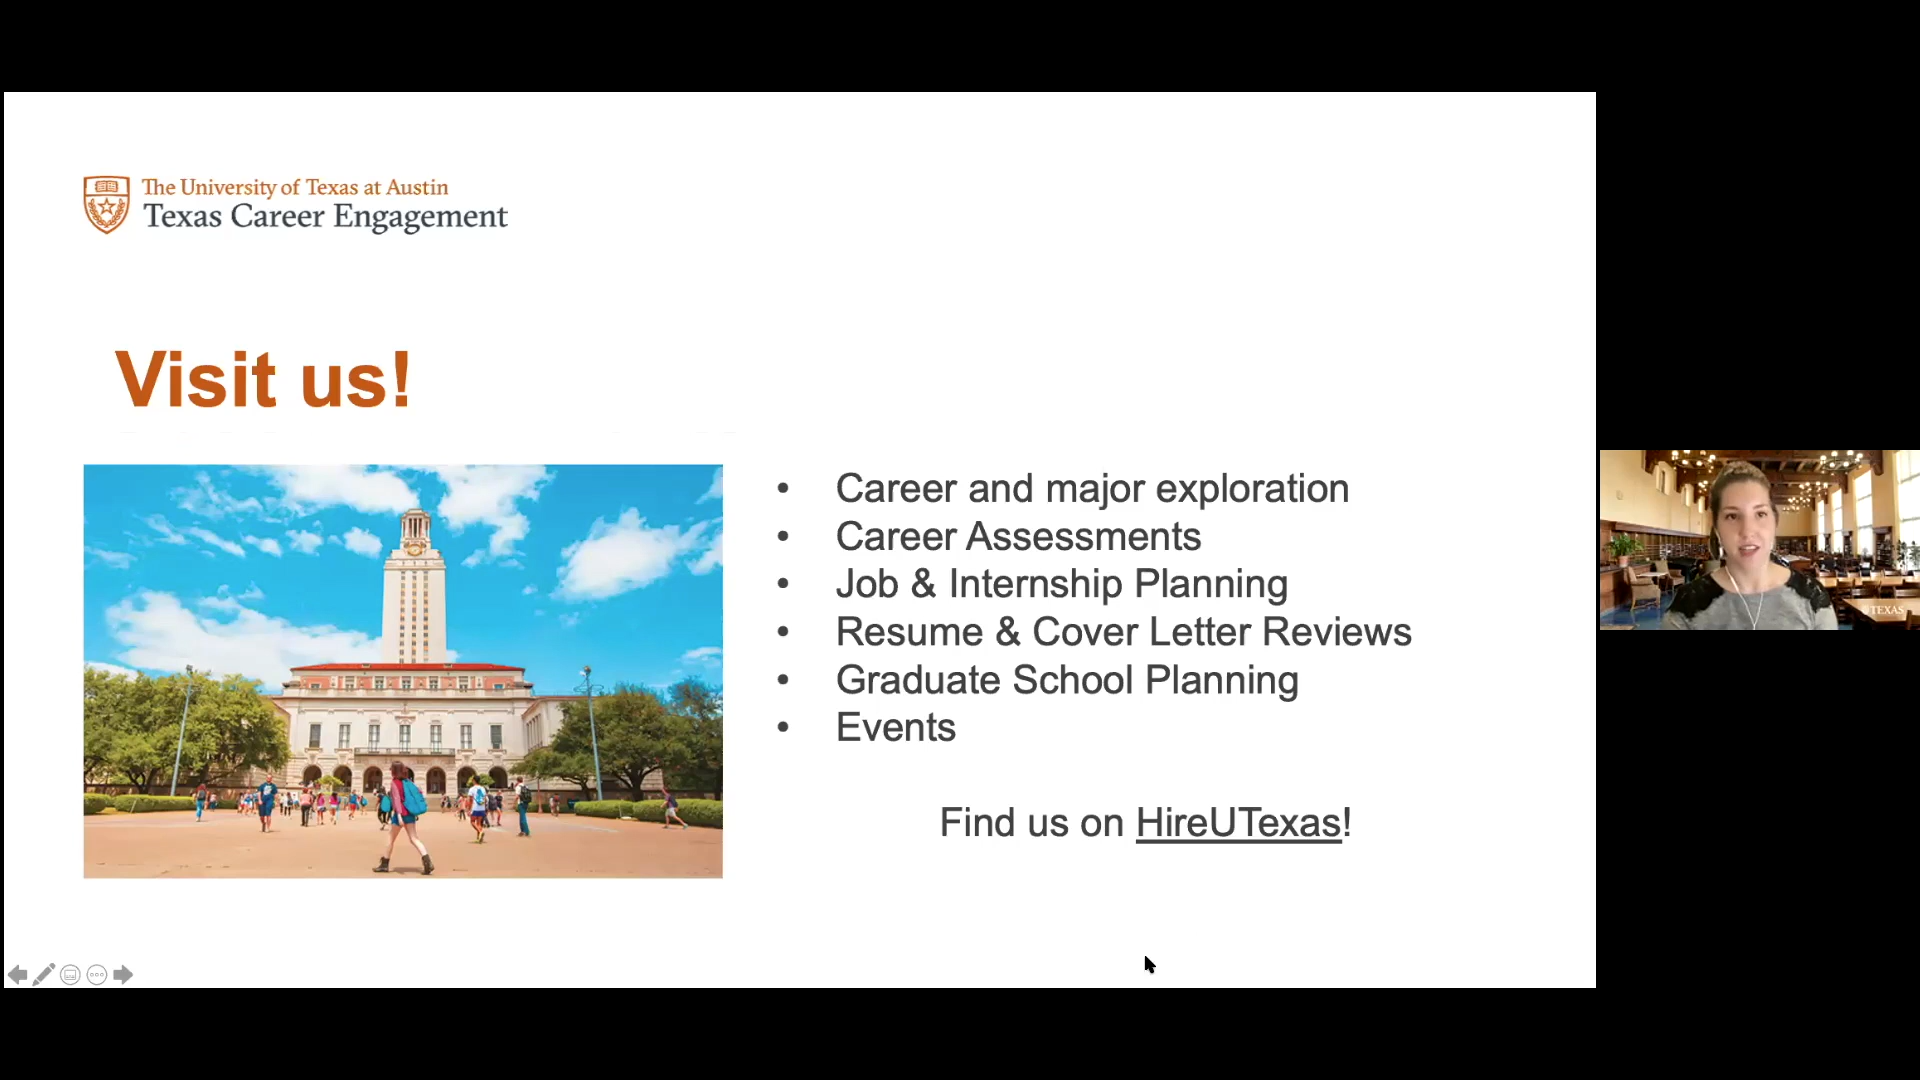 The University of Texas at Austin
Texas Career Engagement
Visit us!
• Career and major exploration
• Career Assessments
• Job & Internship Planning
• Resume & Cover Letter Reviews
• Graduate School Planning
• Events
Find us on HireUTexas!
TEXAS